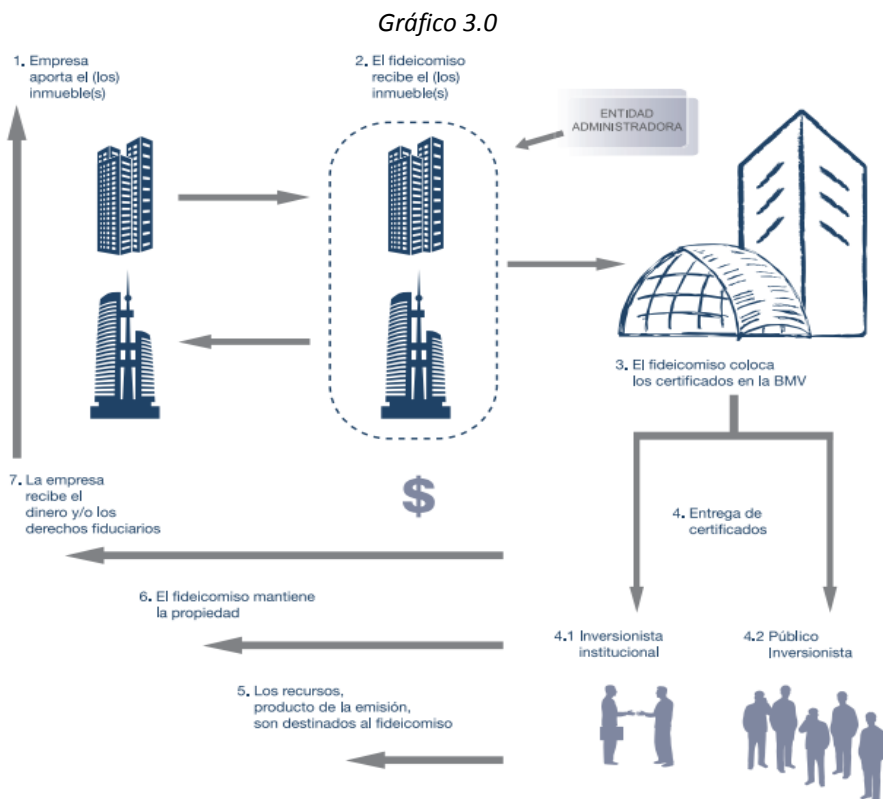 Gráfico 3.0
1. Empresa
aporta el (los)
inmueble(s)
2. El fideicomiso
recibe el (los)
inmueble(s)
ENTIDAD
ADMINISTRADORA
3. El fideicomiso coloca
los certificados en la BMV
7. La empresa
recibe el
dinero y/o los
derechos fiduciarios
$
4. Entrega de
certificados
6. El fideicomiso mantiene
la propiedad
4.1 Inversionista
institucional
4.2 Público
Inversionista
5. Los recursos,
producto de la emisión,
son destinados al fideicomiso